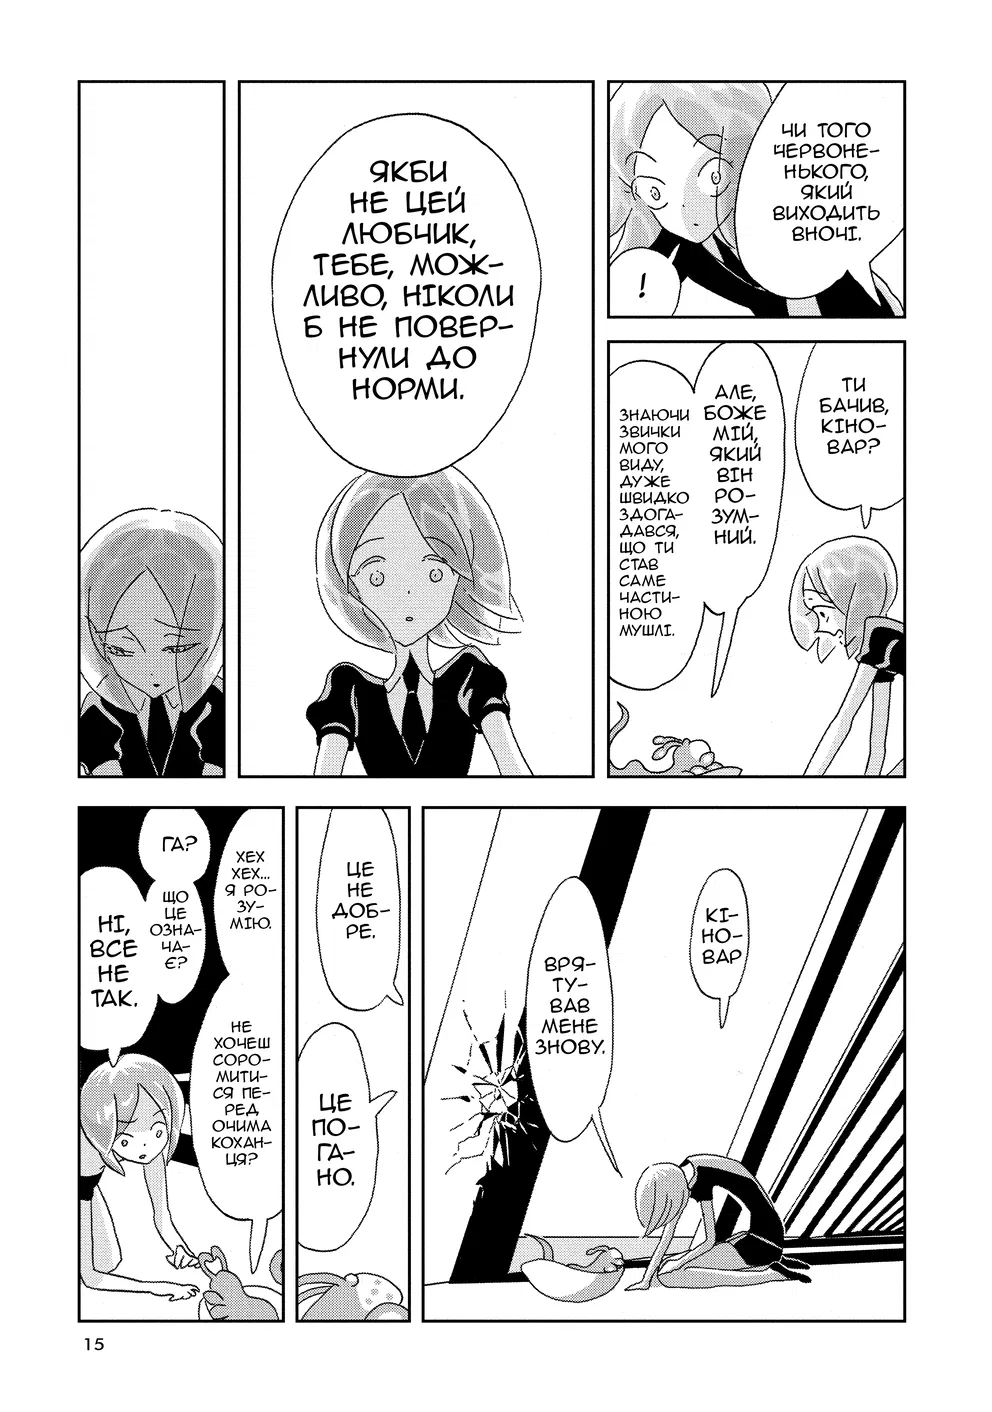 ЧИ ТОГО
ЧЕРВОНЕ-
НЬКОГО,
ЯКИЙ
ВИХОДИТЬ
ВНОЧІ.
!
ТИ
БАЧИВ,
КІНО-
ВАР?
АЛЕ,
БОЖЕ
МІЙ,
ЯКИЙ
ВІН
РО-
ЗУМ-
НИЙ.
ЗНАЮЧИ
ЗВИЧКИ
МОГО
ВИДУ,
ДУЖЕ
ШВИДКО
ЗДОГА-
ДАВСЯ,
ЩО ТИ
СТАВ
САМЕ
ЧАСТИ-
НОЮ
МУШЛІ.
ЯКБИ
НЕ ЦЕЙ
ЛЮБЧИК,
ТЕБЕ, МОЖ-
ЛИВО, НІКОЛИ
Б НЕ ПОВЕР-
НУЛИ ДО
НОРМИ.
КІ-
НО-
ВАР
ВРЯ-
ТУ-
ВАВ
МЕНЕ
ЗНОВУ.
ЦЕ
НЕ
ДОБ-
РЕ.
ЦЕ
ПО-
ГА-
НО.
ХЕХ
ХЕХ...
Я РО-
ЗУ-
МІЮ.
НЕ
ХОЧЕШ
СОРО-
МИТИ-
СЯ ПЕ-
РЕД
ОЧИМА
КОХАН-
ЦЯ?
ГА?
ЩО
ЦЕ
ОЗНА-
ЧА-
Є?
НІ,
ВСЕ
НЕ
ТАК.
15